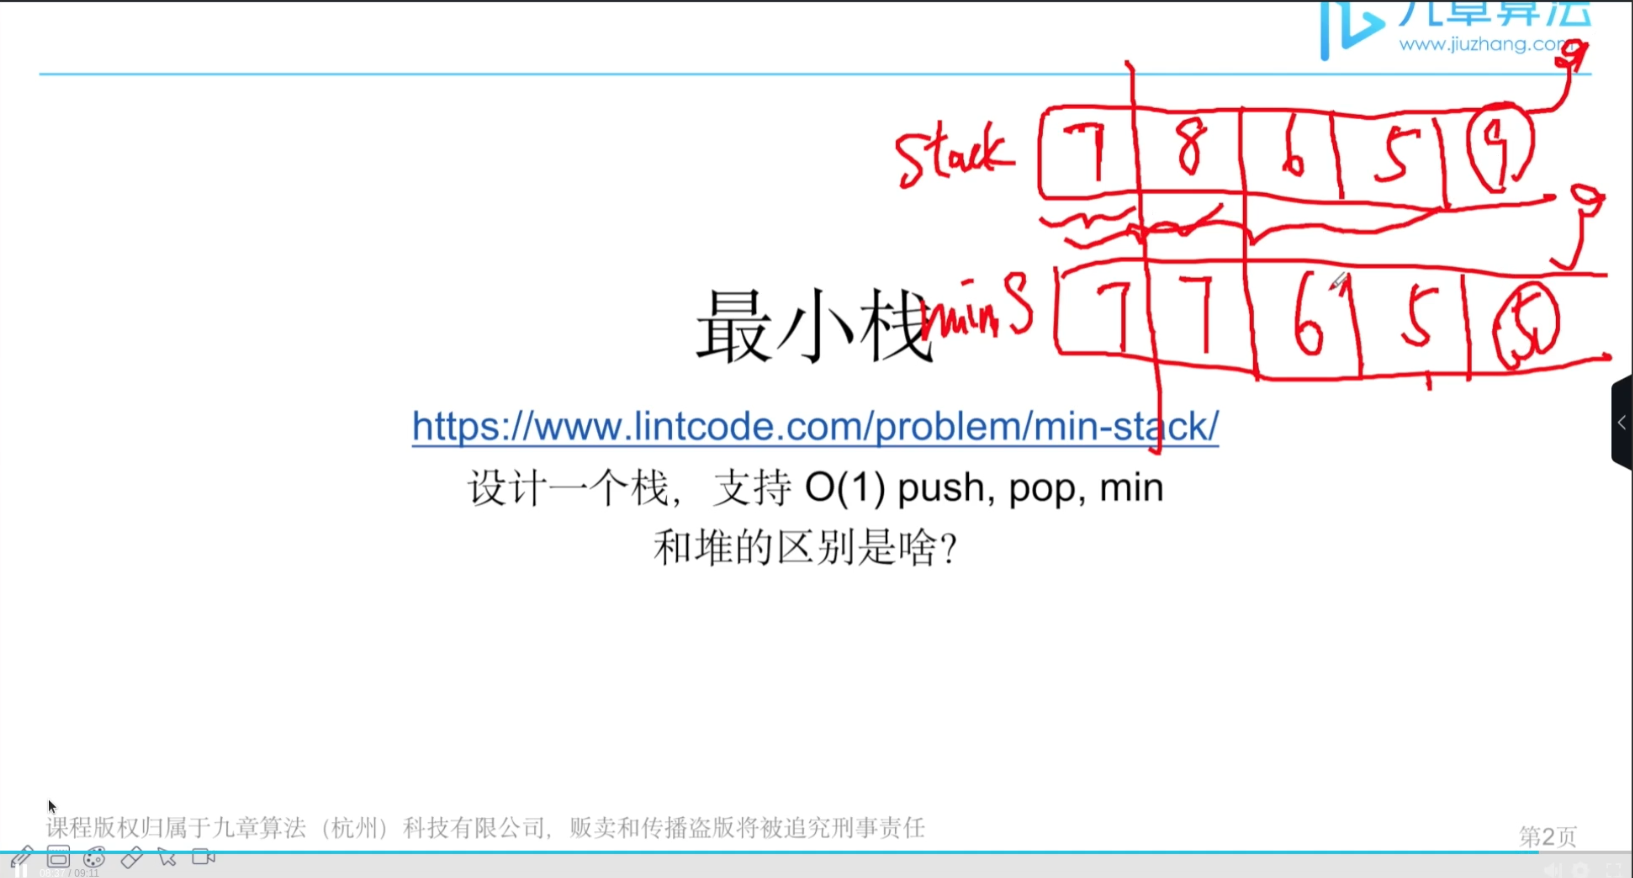 九章算法
www.jiuzhang.com
stack 7 8 6 5 9
minS 7 7 6 5 5
最小栈
https://www.lintcode.com/problem/min-stack/
设计一个栈，支持 O(1) push, pop, min
和堆的区别是啥？
课程版权归属于九章算法（杭州）科技有限公司，贩卖和传播盗版将被追究刑事责任
第2页
/ 09:11